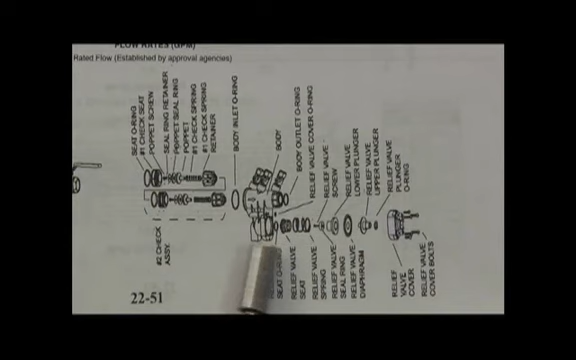 FLOW RATES (GPM)
Rated Flow (Established by approval agencies)
SEAT O-RING
#1 CHECK SEAT
POPPET SCREW
SEAL RING RETAINER
POPPET SEAL RING
POPPET
#1 CHECK SPRING
#1 CHECK SPRING
RETAINER
BODY INLET O-RING
BODY
BODY OUTLET O-RING
RELIEF VALVE COVER O-RING
RELIEF VALVE
SCREW
RELIEF VALVE
LOWER PLUNGER
RELIEF VALVE
UPPER PLUNGER
RELIEF VALVE
PLUNGER
O-RING
#2 CHECK
ASSY.
SEAT O-RING
RELIEF VALVE
SEAT
RELIEF VALVE
SPRING
RELIEF VALVE
SEAL RING
RELIEF VALVE
DIAPHRAGM
RELIEF
VALVE
COVER
RELIEF VALVE
COVER BOLTS
22-51